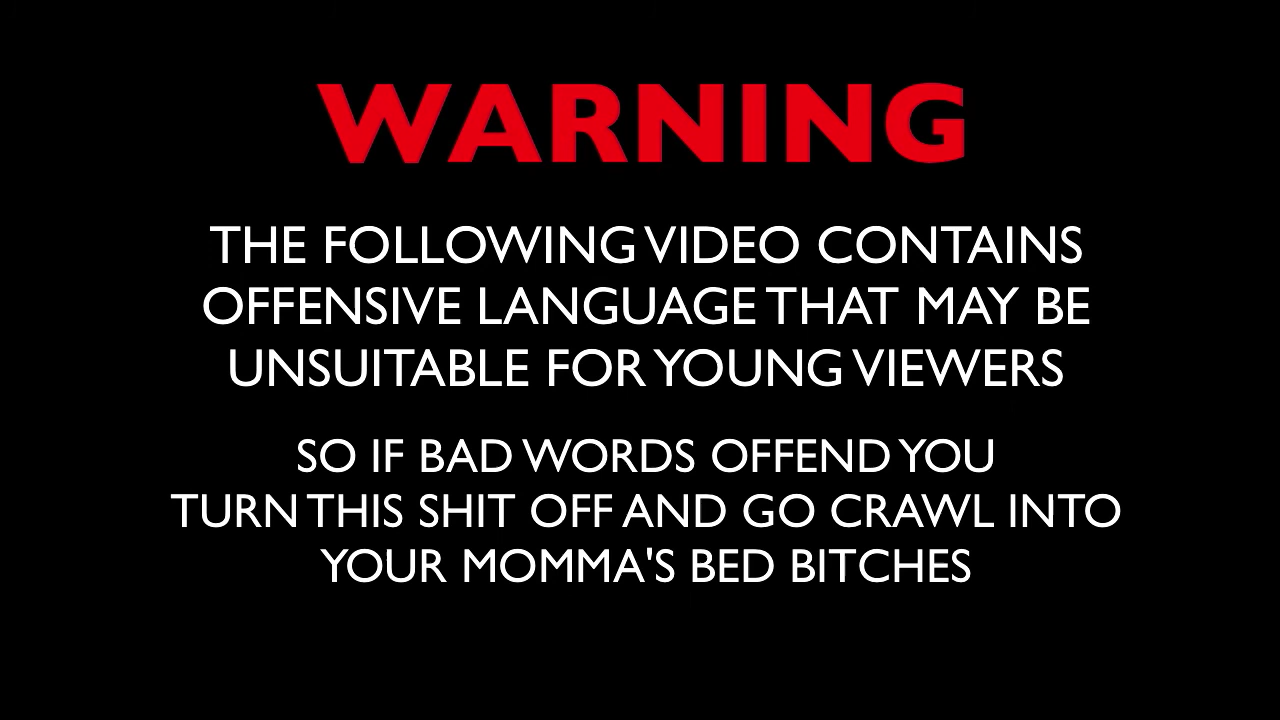 WARNING
THE FOLLOWING VIDEO CONTAINS
OFFENSIVE LANGUAGE THAT MAY BE
UNSUITABLE FOR YOUNG VIEWERS
SO IF BAD WORDS OFFEND YOU
TURN THIS SHIT OFF AND GO CRAWL INTO
YOUR MOMMA'S BED BITCHES